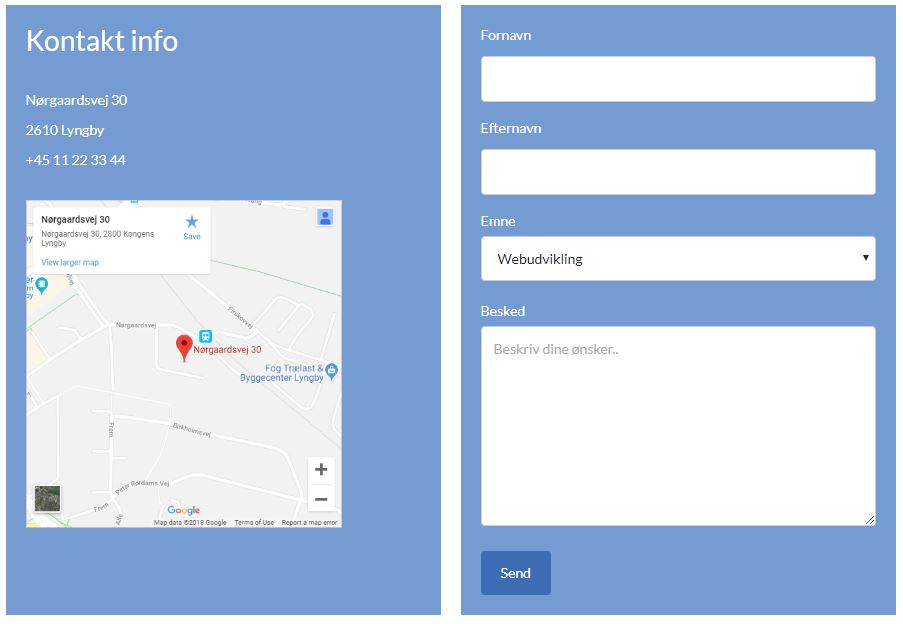 Kontakt info
Nørgaardsvej 30
2610 Lyngby
+45 11 22 33 44
Nørgaardsvej 30
Nørgaardsvej 30, 2800 Kongens
Lyngby
Save
View larger map
Firskovvej
Nørgaardsvej
Nørgaardsvej 30
Fog Trælast &
Byggecenter Lyngby
Frem
Birkholmsvej
Peter Rørdams Vej
Frem
Alle
Google
Map data ©2018 Google
Terms of Use
Report a map error
Fornavn
Efternavn
Emne
Webudvikling
Besked
Beskriv dine ønsker..
Send